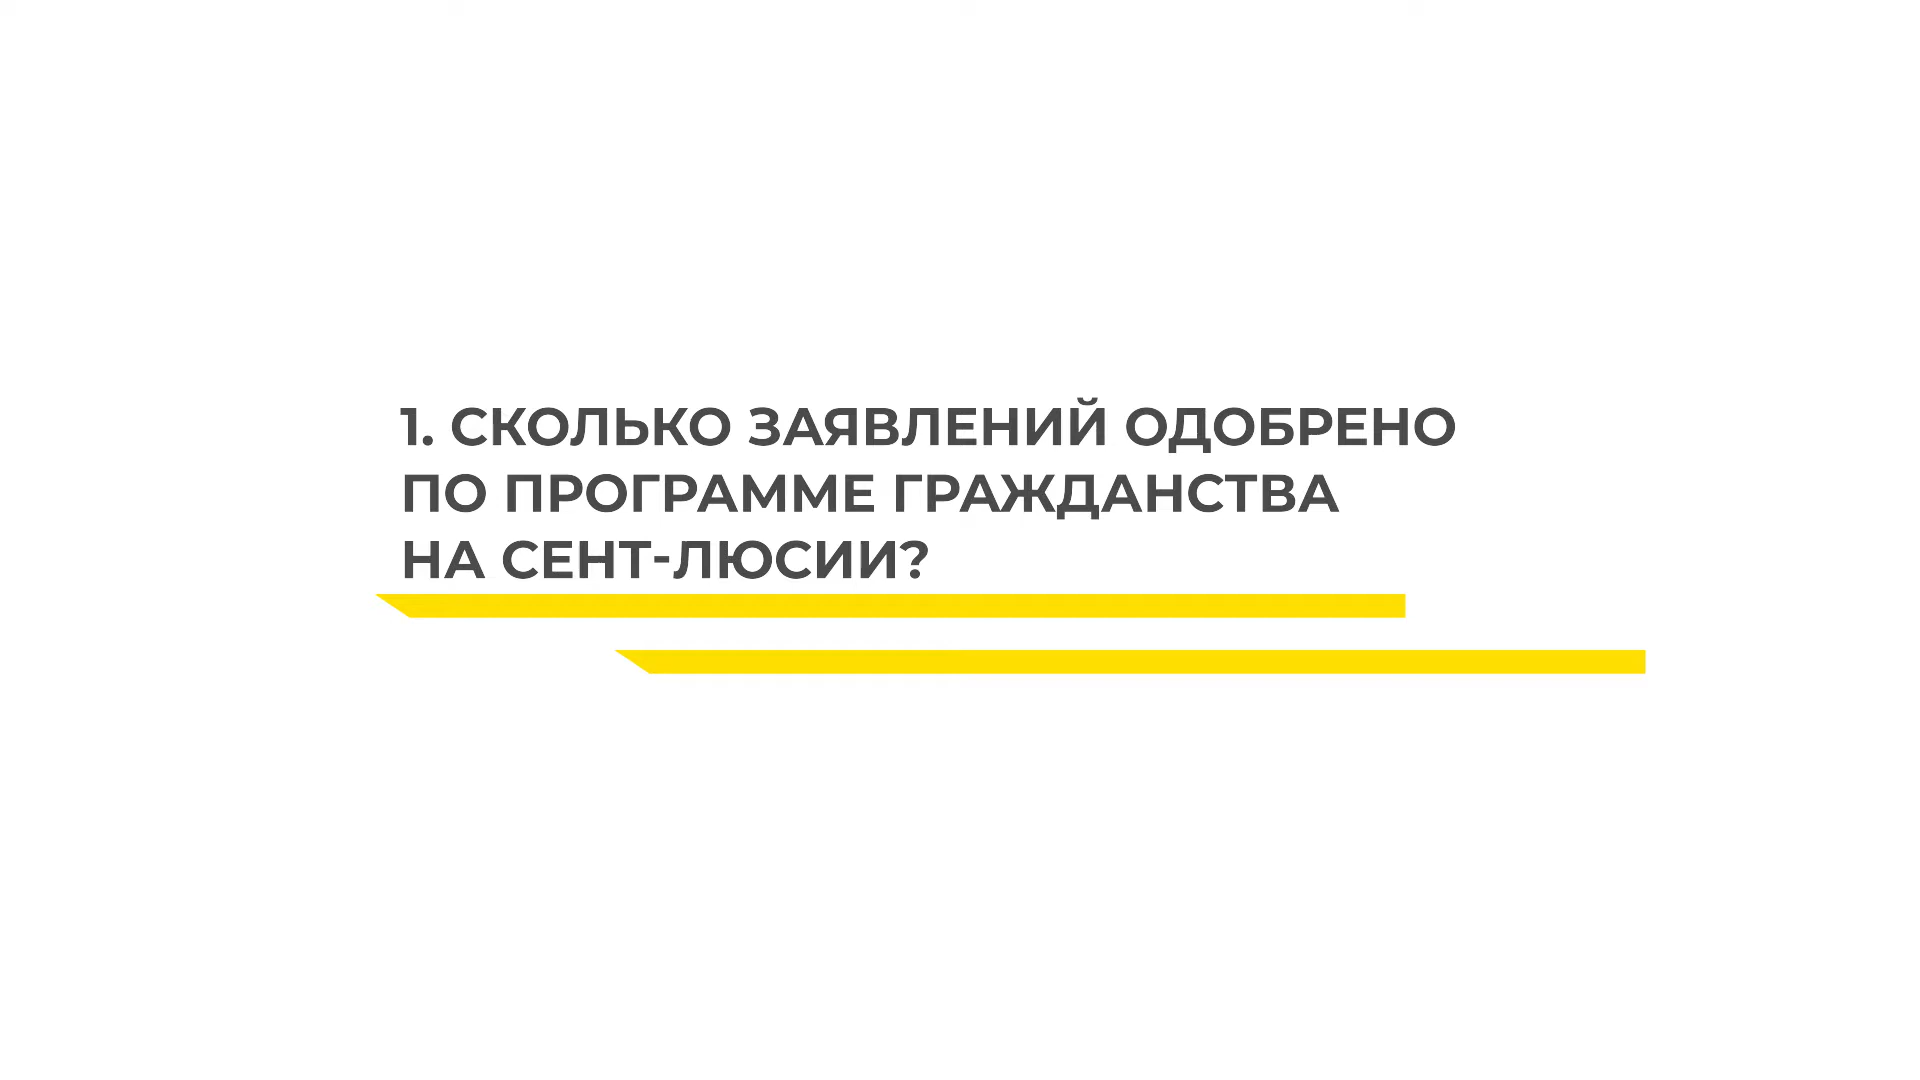 1. СКОЛЬКО ЗАЯВЛЕНИЙ ОДОБРЕНО
ПО ПРОГРАММЕ ГРАЖДАНСТВА
НА СЕНТ-ЛЮСИИ?